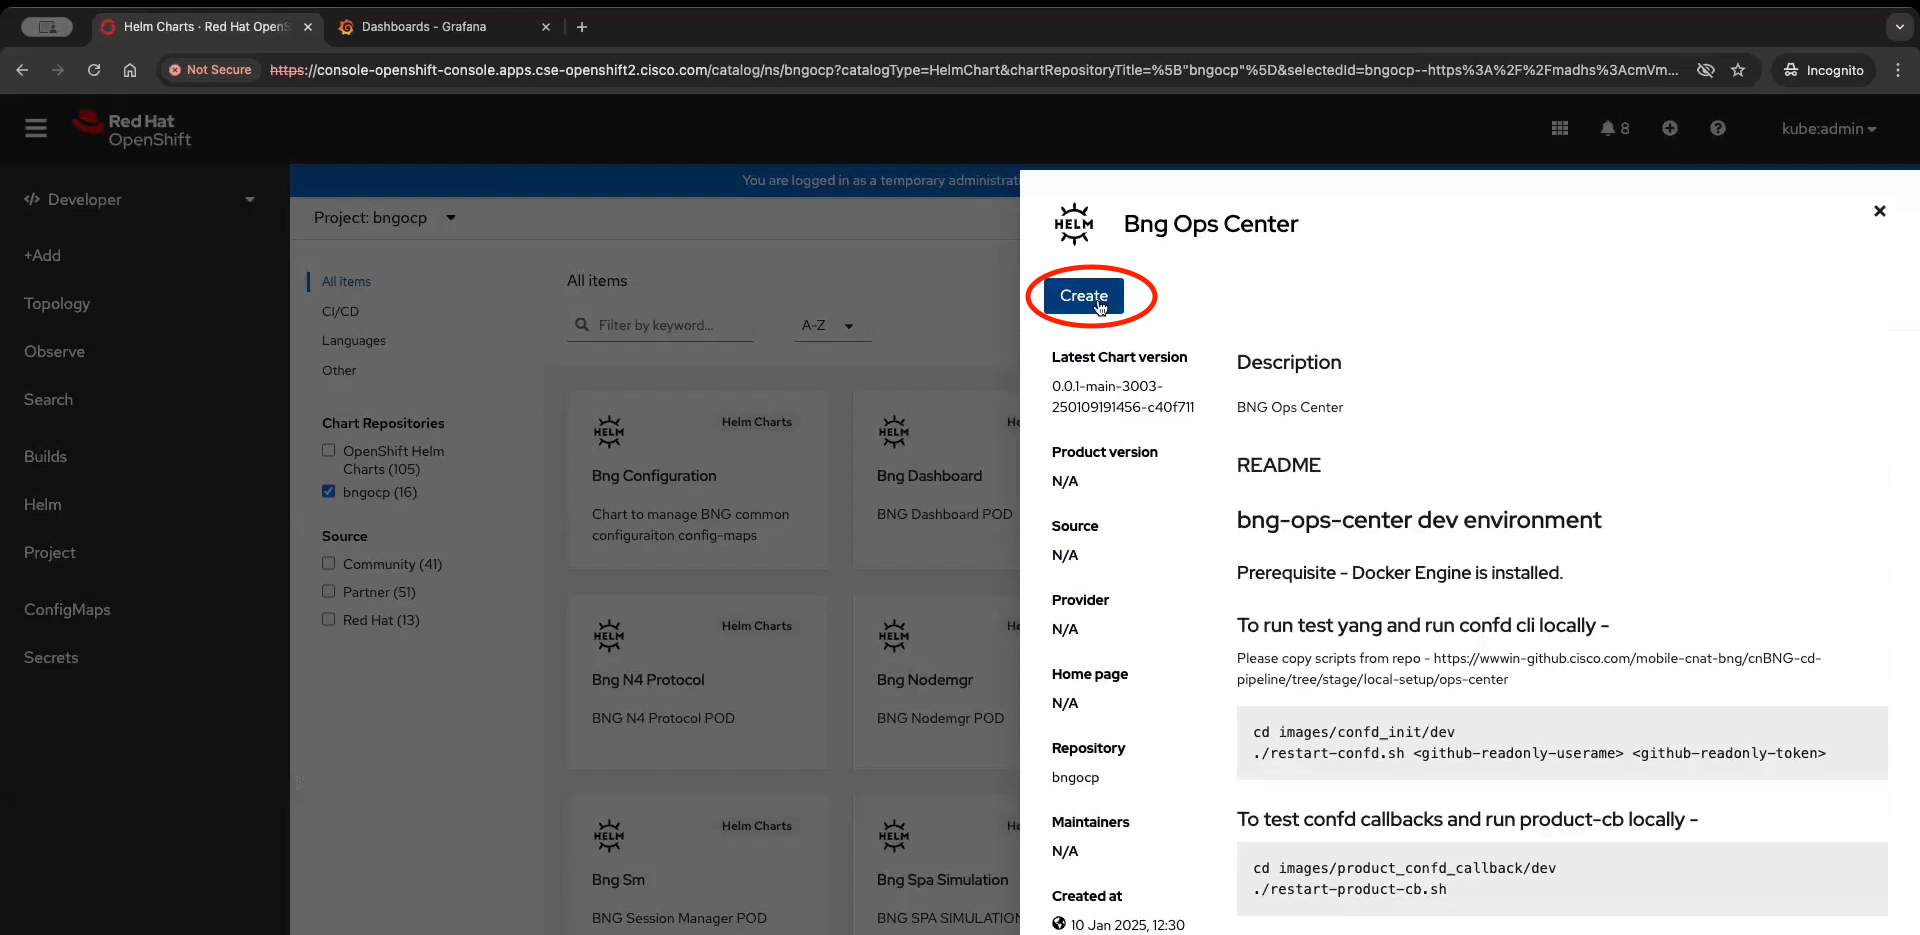 Helm Charts · Red Hat OpenS
Dashboards - Grafana
Not Secure
https://console-openshift-console.apps.cse-openshift2.cisco.com/catalog/ns/bngocp?catalogType=HelmChart&chartRepositoryTitle=%5B"bngocp"%5D&selectedId=bngocp--https%3A%2F%2Fmadhs%3AcmVm...
Incognito
Red Hat
OpenShift
8
kube:admin
Developer
+Add
Topology
Observe
Search
Builds
Helm
Project
ConfigMaps
Secrets
You are logged in as a temporary administrati
Project: bngocp
All items
CI/CD
Languages
Other
Chart Repositories
OpenShift Helm
Charts (105)
bngocp (16)
Source
Community (41)
Partner (51)
Red Hat (13)
All items
Filter by keyword...
A-Z
HELM
Helm Charts
Bng Configuration
Chart to manage BNG common
configuraiton config-maps
HELM
He
Bng Dashboard
BNG Dashboard POD
HELM
Helm Charts
Bng N4 Protocol
BNG N4 Protocol POD
HELM
He
Bng Nodemgr
BNG Nodemgr POD
HELM
Helm Charts
Bng Sm
BNG Session Manager POD
HELM
He
Bng Spa Simulation
BNG SPA SIMULATION
HELM
Bng Ops Center
Create
Latest Chart version
0.0.1-main-3003-
250109191456-c40f711
Product version
N/A
Source
N/A
Provider
N/A
Home page
N/A
Repository
bngocp
Maintainers
N/A
Created at
10 Jan 2025, 12:30
Description
BNG Ops Center
README
bng-ops-center dev environment
Prerequisite - Docker Engine is installed.
To run test yang and run confd cli locally -
Please copy scripts from repo - https://wwwin-github.cisco.com/mobile-cnat-bng/cnBNG-cd-
pipeline/tree/stage/local-setup/ops-center
cd images/confd_init/dev
./restart-confd.sh <github-readonly-userame> <github-readonly-token>
To test confd callbacks and run product-cb locally -
cd images/product_confd_callback/dev
./restart-product-cb.sh